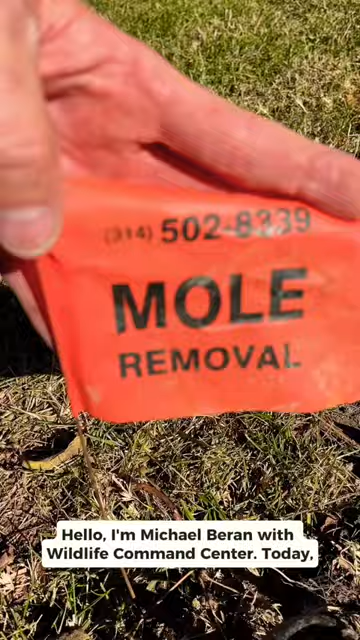 (314) 502-8339
MOLE
REMOVAL
Hello, I'm Michael Beran with
Wildlife Command Center. Today,